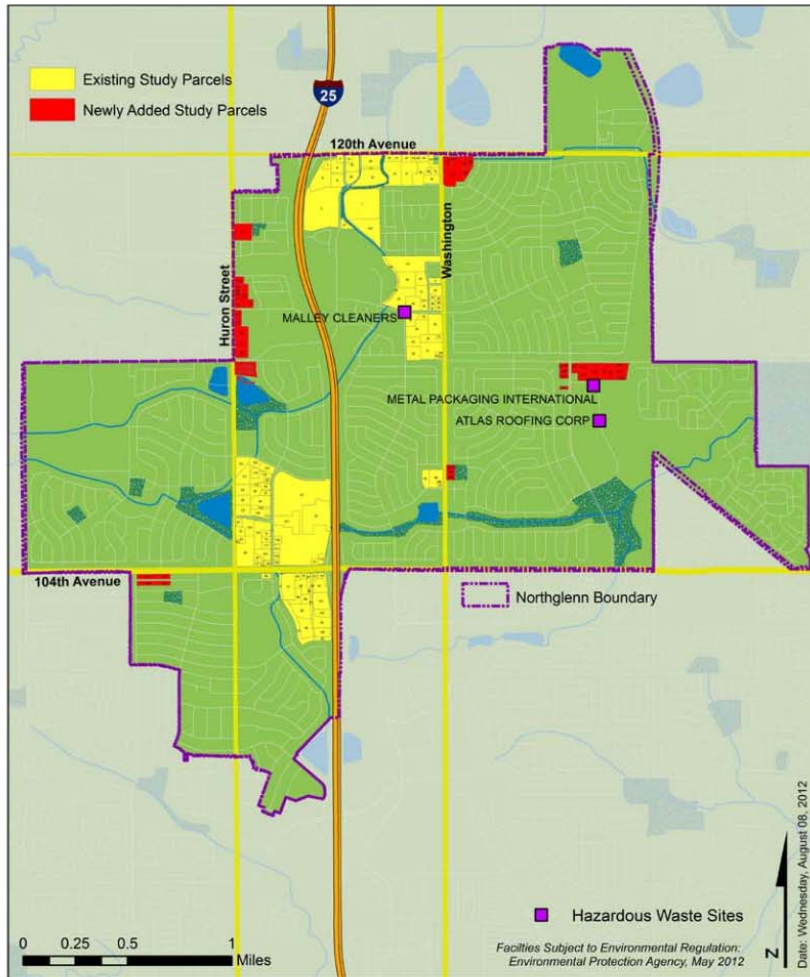 Existing Study Parcels
Newly Added Study Parcels
25
120th Avenue
Washington
Huron Street
MALLEY CLEANERS
METAL PACKAGING INTERNATIONAL
ATLAS ROOFING CORP
104th Avenue
Northglenn Boundary
Hazardous Waste Sites
0 0.25 0.5 1
Miles
Facilties Subject to Environmental Regulation:
Environmental Protection Agency, May 2012
N
Date: Wednesday, August 08, 2012